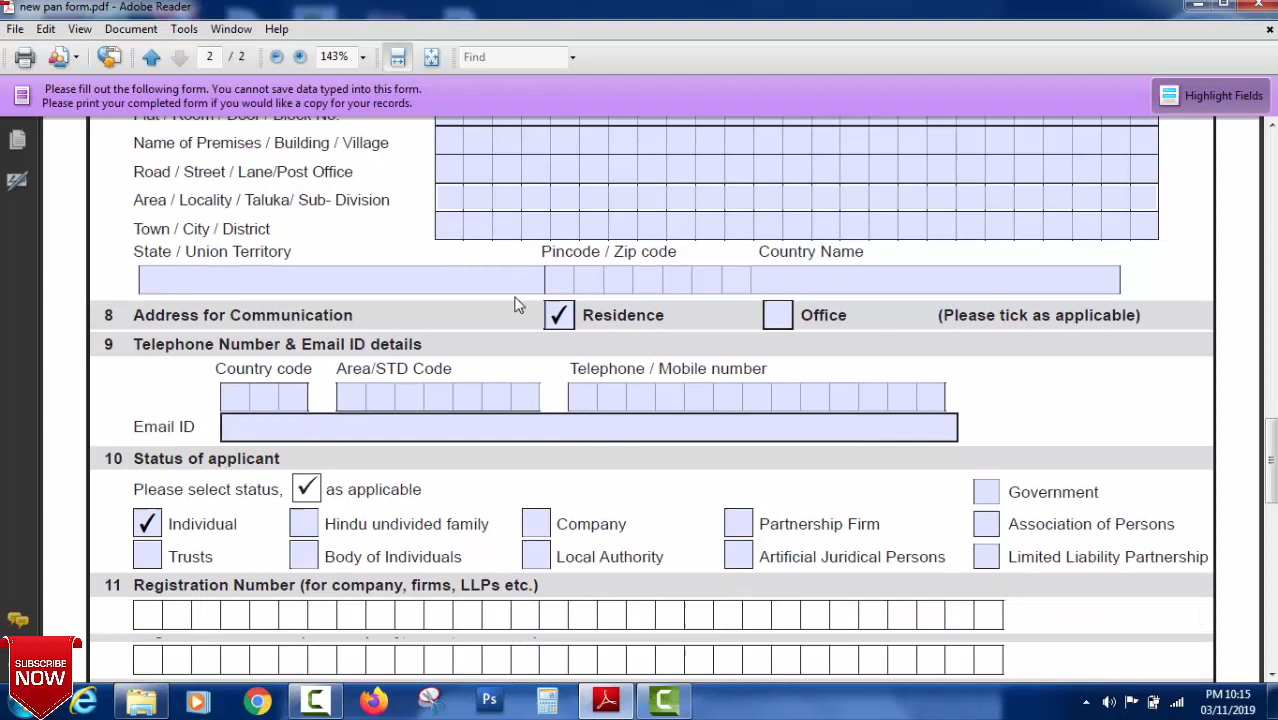 new pan form.pdf - Adobe Reader
File Edit View Document Tools Window Help
2 / 2 143% Find
Please fill out the following form. You cannot save data typed into this form.
Please print your completed form if you would like a copy for your records.
Highlight Fields
Flat / Room / Door / Block No.
Name of Premises / Building / Village
Road / Street / Lane/Post Office
Area / Locality / Taluka/ Sub- Division
Town / City / District
State / Union Territory Pincode / Zip code Country Name
8 Address for Communication Residence Office (Please tick as applicable)
9 Telephone Number & Email ID details
Country code Area/STD Code Telephone / Mobile number
Email ID
10 Status of applicant
Please select status, as applicable
Government
Individual Hindu undivided family Company Partnership Firm Association of Persons
Trusts Body of Individuals Local Authority Artificial Juridical Persons Limited Liability Partnership
11 Registration Number (for company, firms, LLPs etc.)
SUBSCRIBE
NOW
Ps
PM 10:15
03/11/2019